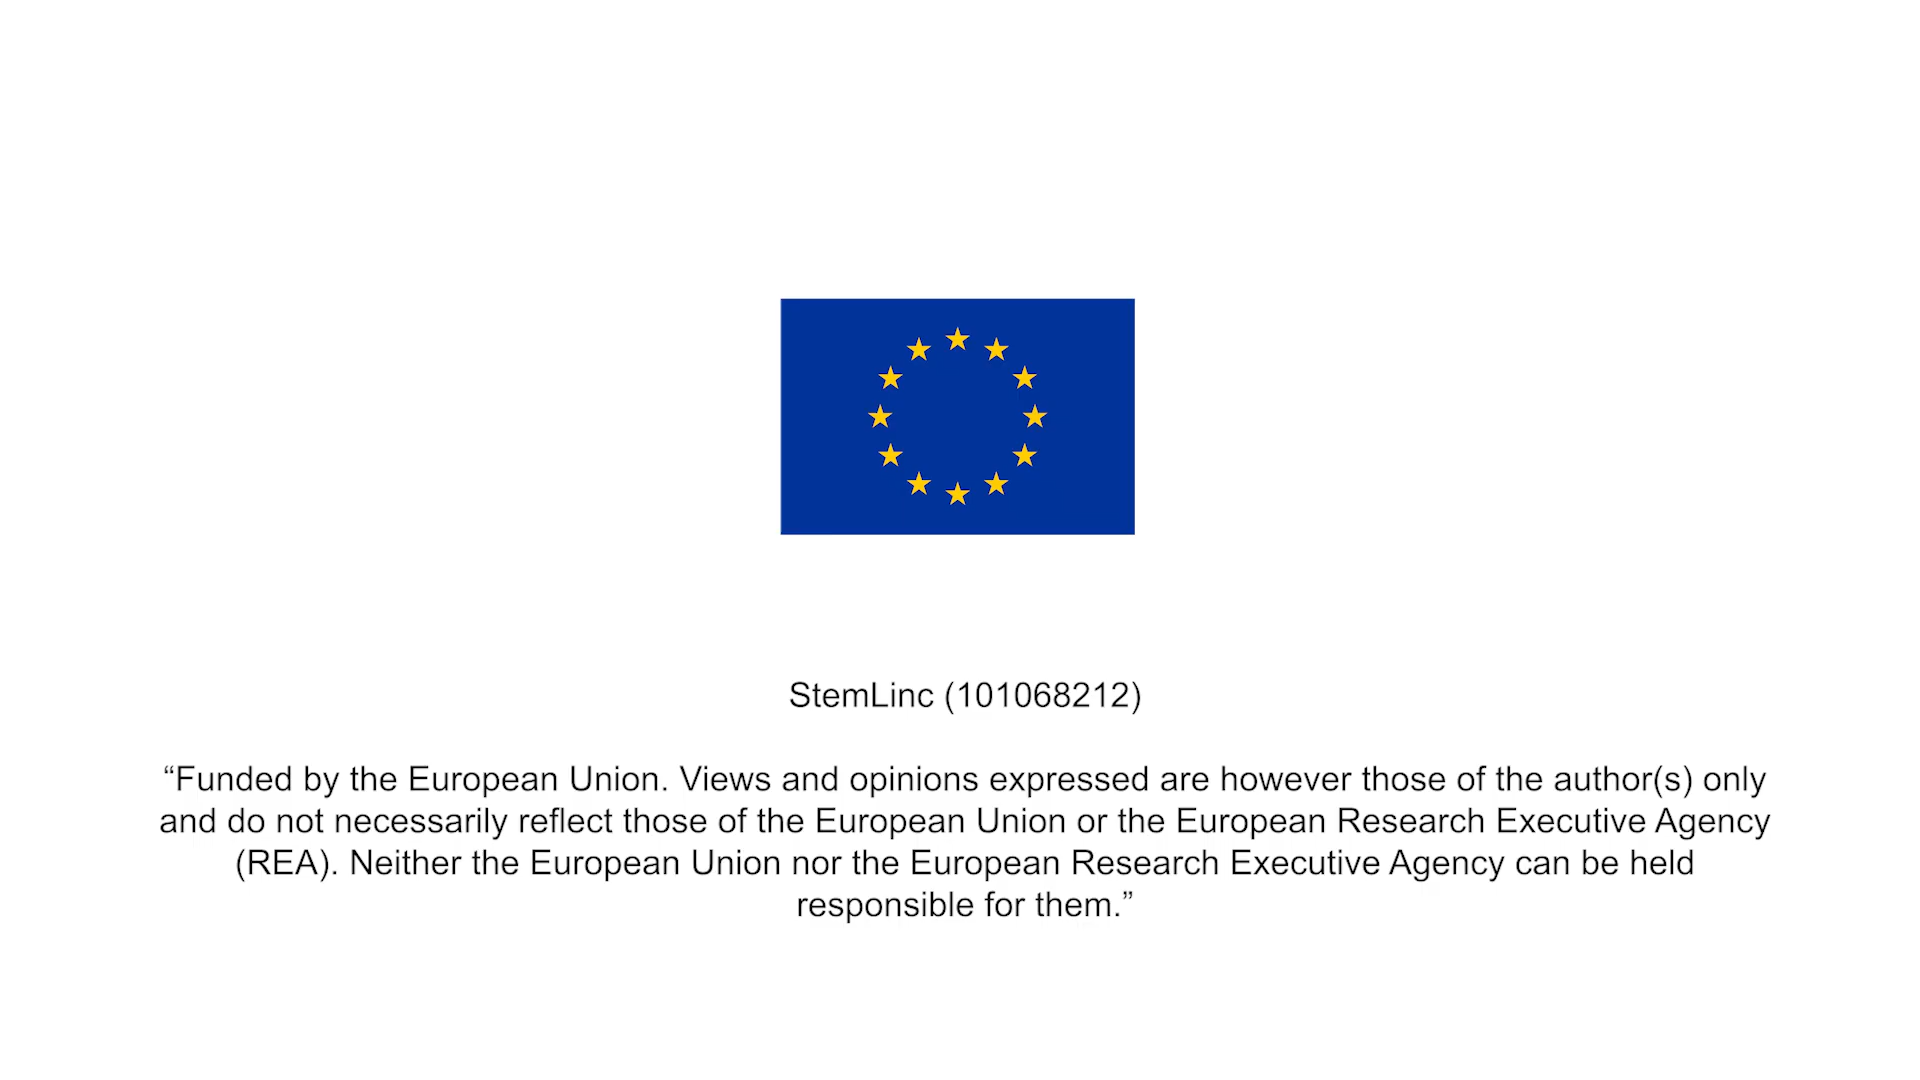 StemLinc (101068212)
“Funded by the European Union. Views and opinions expressed are however those of the author(s) only
and do not necessarily reflect those of the European Union or the European Research Executive Agency
(REA). Neither the European Union nor the European Research Executive Agency can be held
responsible for them.”